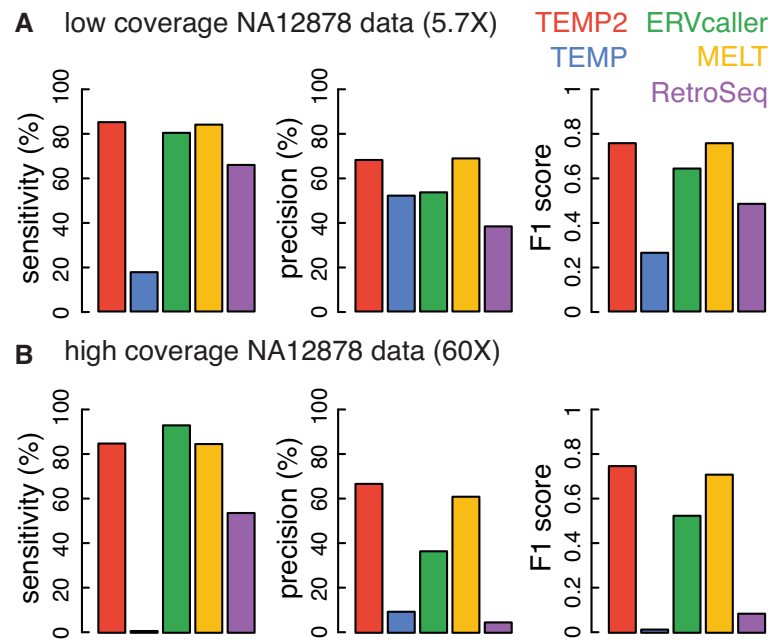 A low coverage NA12878 data (5.7X)
TEMP2 ERVcaller
TEMP MELT
RetroSeq
sensitivity (%)
0 20 40 60 80 100
precision (%)
0 20 40 60 80 100
F1 score
0 0.2 0.4 0.6 0.8 1
B high coverage NA12878 data (60X)
sensitivity (%)
0 20 40 60 80 100
precision (%)
0 20 40 60 80 100
F1 score
0 0.2 0.4 0.6 0.8 1